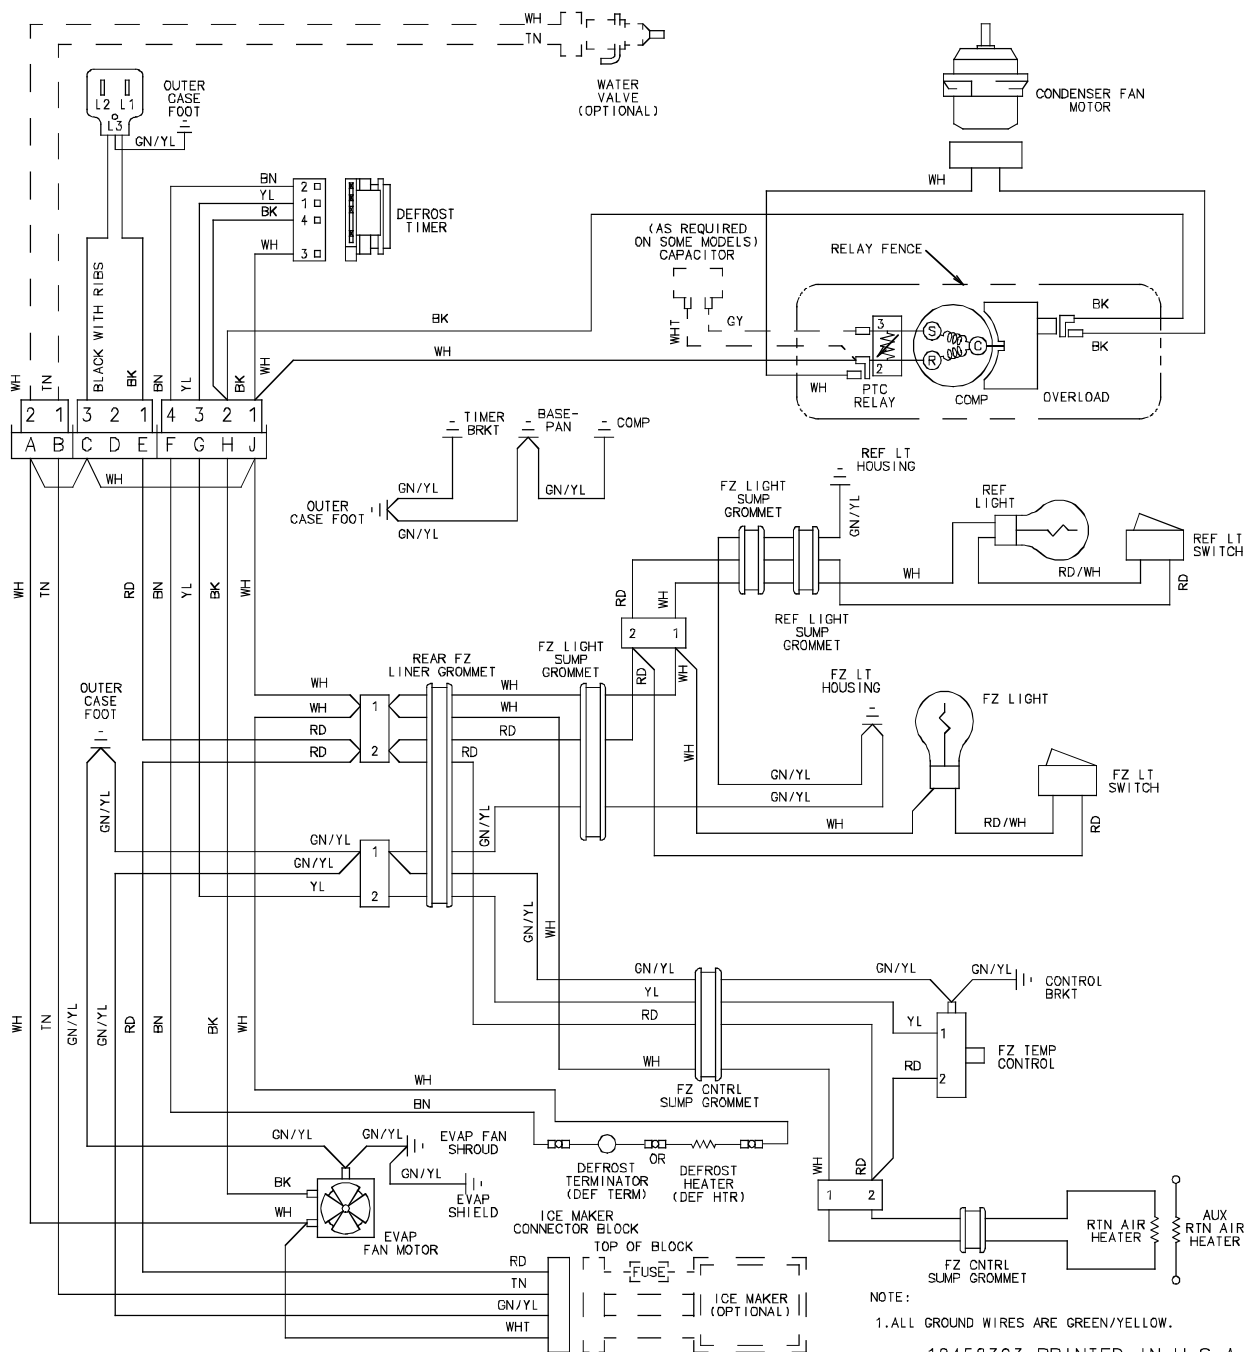 WH
TN
WATER
VALVE
(OPTIONAL)
L2 L1
L3
OUTER
CASE
FOOT
GN/YL
CONDENSER FAN
MOTOR
WH
BN
YL
BK
WH
2
1
4
3
DEFROST
TIMER
(AS REQUIRED
ON SOME MODELS)
CAPACITOR
RELAY FENCE
WHT
GY
BK
WH
3
2
S
R
C
WH
PTC
RELAY
COMP
OVERLOAD
BK
BK
WH
TN
BLACK WITH RIBS
BK
BN
YL
BK
WH
2 1 3 2 1 4 3 2 1
A B C D E F G H J
WH
TIMER
BRKT
BASE-
PAN
COMP
GN/YL
GN/YL
OUTER
CASE FOOT
GN/YL
REF LT
HOUSING
FZ LIGHT
SUMP
GROMMET
GN/YL
REF
LIGHT
REF LT
SWITCH
WH
RD/WH
RD
WH
TN
RD
BN
YL
BK
WH
RD
WH
2 1
REF LIGHT
SUMP
GROMMET
REAR FZ
LINER GROMMET
FZ LIGHT
SUMP
GROMMET
RD
WH
FZ LT
HOUSING
FZ LIGHT
OUTER
CASE
FOOT
WH
WH
RD
RD
1
2
WH
WH
RD
RD
WH
GN/YL
GN/YL
FZ LT
SWITCH
WH
RD/WH
RD
GN/YL
GN/YL
GN/YL
YL
1
2
GN/YL
GN/YL
WH
GN/YL
YL
RD
WH
GN/YL
GN/YL
CONTROL
BRKT
YL
RD
1
2
FZ TEMP
CONTROL
FZ CNTRL
SUMP GROMMET
WH
TN
GN/YL
GN/YL
RD
BN
BK
WH
WH
BN
GN/YL
GN/YL
EVAP FAN
SHROUD
GN/YL
EVAP
SHIELD
DEFROST
TERMINATOR
(DEF TERM)
OR
DEFROST
HEATER
(DEF HTR)
WH
RD
1 2
BK
WH
EVAP
FAN MOTOR
ICE MAKER
CONNECTOR BLOCK
TOP OF BLOCK
RD
TN
GN/YL
WHT
FUSE
ICE MAKER
(OPTIONAL)
RTN AIR
HEATER
AUX
RTN AIR
HEATER
FZ CNTRL
SUMP GROMMET
NOTE:
1.ALL GROUND WIRES ARE GREEN/YELLOW.